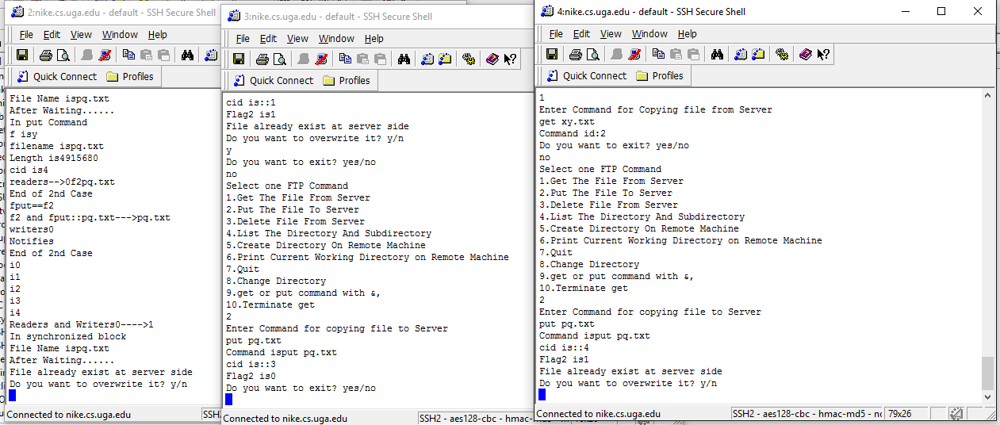 2:nike.cs.uga.edu - default - SSH Secure Shell
File Edit View Window Help
Quick Connect Profiles
File Name ispq.txt
After Waiting......
In put Command
f isy
filename ispq.txt
Length is4915680
cid is4
readers-->0f2pq.txt
End of 2nd Case
fput==f2
f2 and fput::pq.txt--->pq.txt
writers0
Notifies
End of 2nd Case
i0
i1
i2
i3
i4
Readers and Writers0---->1
In synchronized block
File Name ispq.txt
After Waiting......
File already exist at server side
Do you want to overwrite it? y/n
Connected to nike.cs.uga.edu
SSH2
3:nike.cs.uga.edu - default - SSH Secure Shell
File Edit View Window Help
Quick Connect Profiles
cid is::1
Flag2 is1
File already exist at server side
Do you want to overwrite it? y/n
y
Do you want to exit? yes/no
no
Select one FTP Command
1.Get The File From Server
2.Put The File To Server
3.Delete File From Server
4.List The Directory And Subdirectory
5.Create Directory On Remote Machine
6.Print Current Working Directory on Remote Machine
7.Quit
8.Change Directory
9.get or put command with &,
10.Terminate get
2
Enter Command for copying file to Server
put pq.txt
Command isput pq.txt
cid is::3
Flag2 is0
Do you want to exit? yes/no
Connected to nike.cs.uga.edu
SSH2 - aes128-cbc - hmac-md5 -
4:nike.cs.uga.edu - default - SSH Secure Shell
File Edit View Window Help
Quick Connect Profiles
1
Enter Command for Copying file from Server
get xy.txt
Command id:2
Do you want to exit? yes/no
no
Select one FTP Command
1.Get The File From Server
2.Put The File To Server
3.Delete File From Server
4.List The Directory And Subdirectory
5.Create Directory On Remote Machine
6.Print Current Working Directory on Remote Machine
7.Quit
8.Change Directory
9.get or put command with &,
10.Terminate get
2
Enter Command for copying file to Server
put pq.txt
Command isput pq.txt
cid is::4
Flag2 is1
File already exist at server side
Do you want to overwrite it? y/n
Connected to nike.cs.uga.edu
SSH2 - aes128-cbc - hmac-md5 - nc
79x26